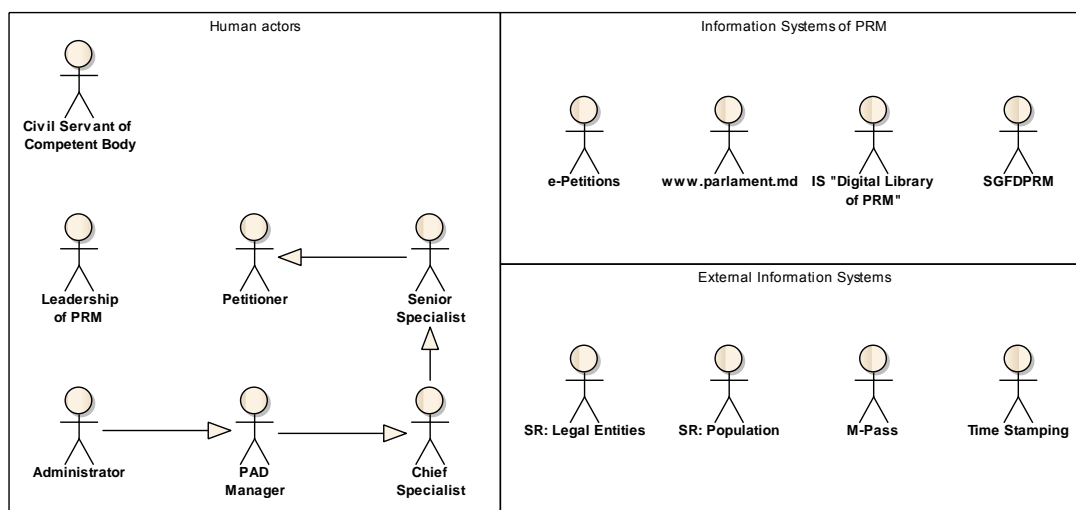 Human actors
Civil Servant of
Competent Body
Leadership
of PRM
Petitioner
Senior
Specialist
Administrator
PAD
Manager
Chief
Specialist
Information Systems of PRM
e-Petitions
www.parlament.md
IS "Digital Library
of PRM"
SGFDPRM
External Information Systems
SR: Legal Entities
SR: Population
M-Pass
Time Stamping